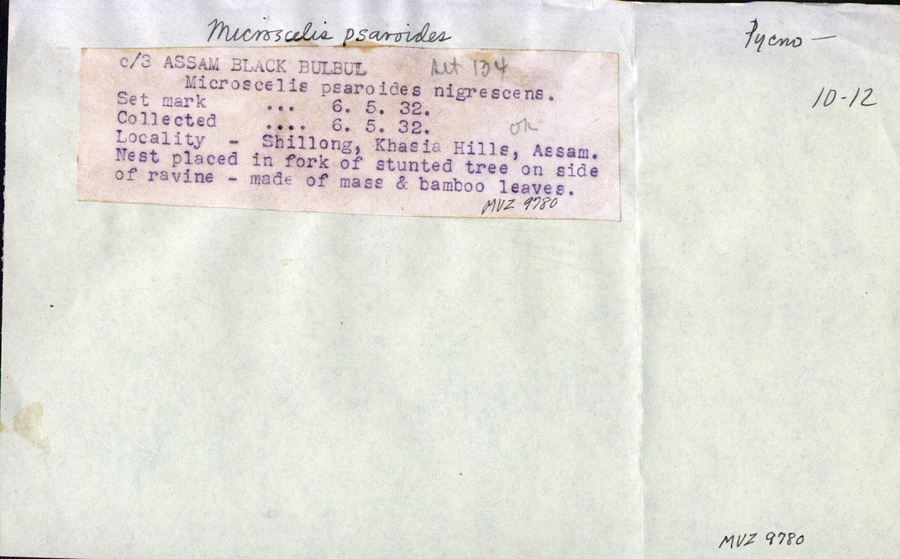 Microscelis psaroides
Pycno —
c/3 ASSAM BLACK BULBUL
Microscelis psaroides nigrescens.
Set mark ... 6. 5. 32.
Collected .... 6. 5. 32.
Locality - Shillong, Khasia Hills, Assam.
Nest placed in fork of stunted tree on side
of ravine - made of mass & bamboo leaves.
MVZ 9780
10-12
MVZ 9780